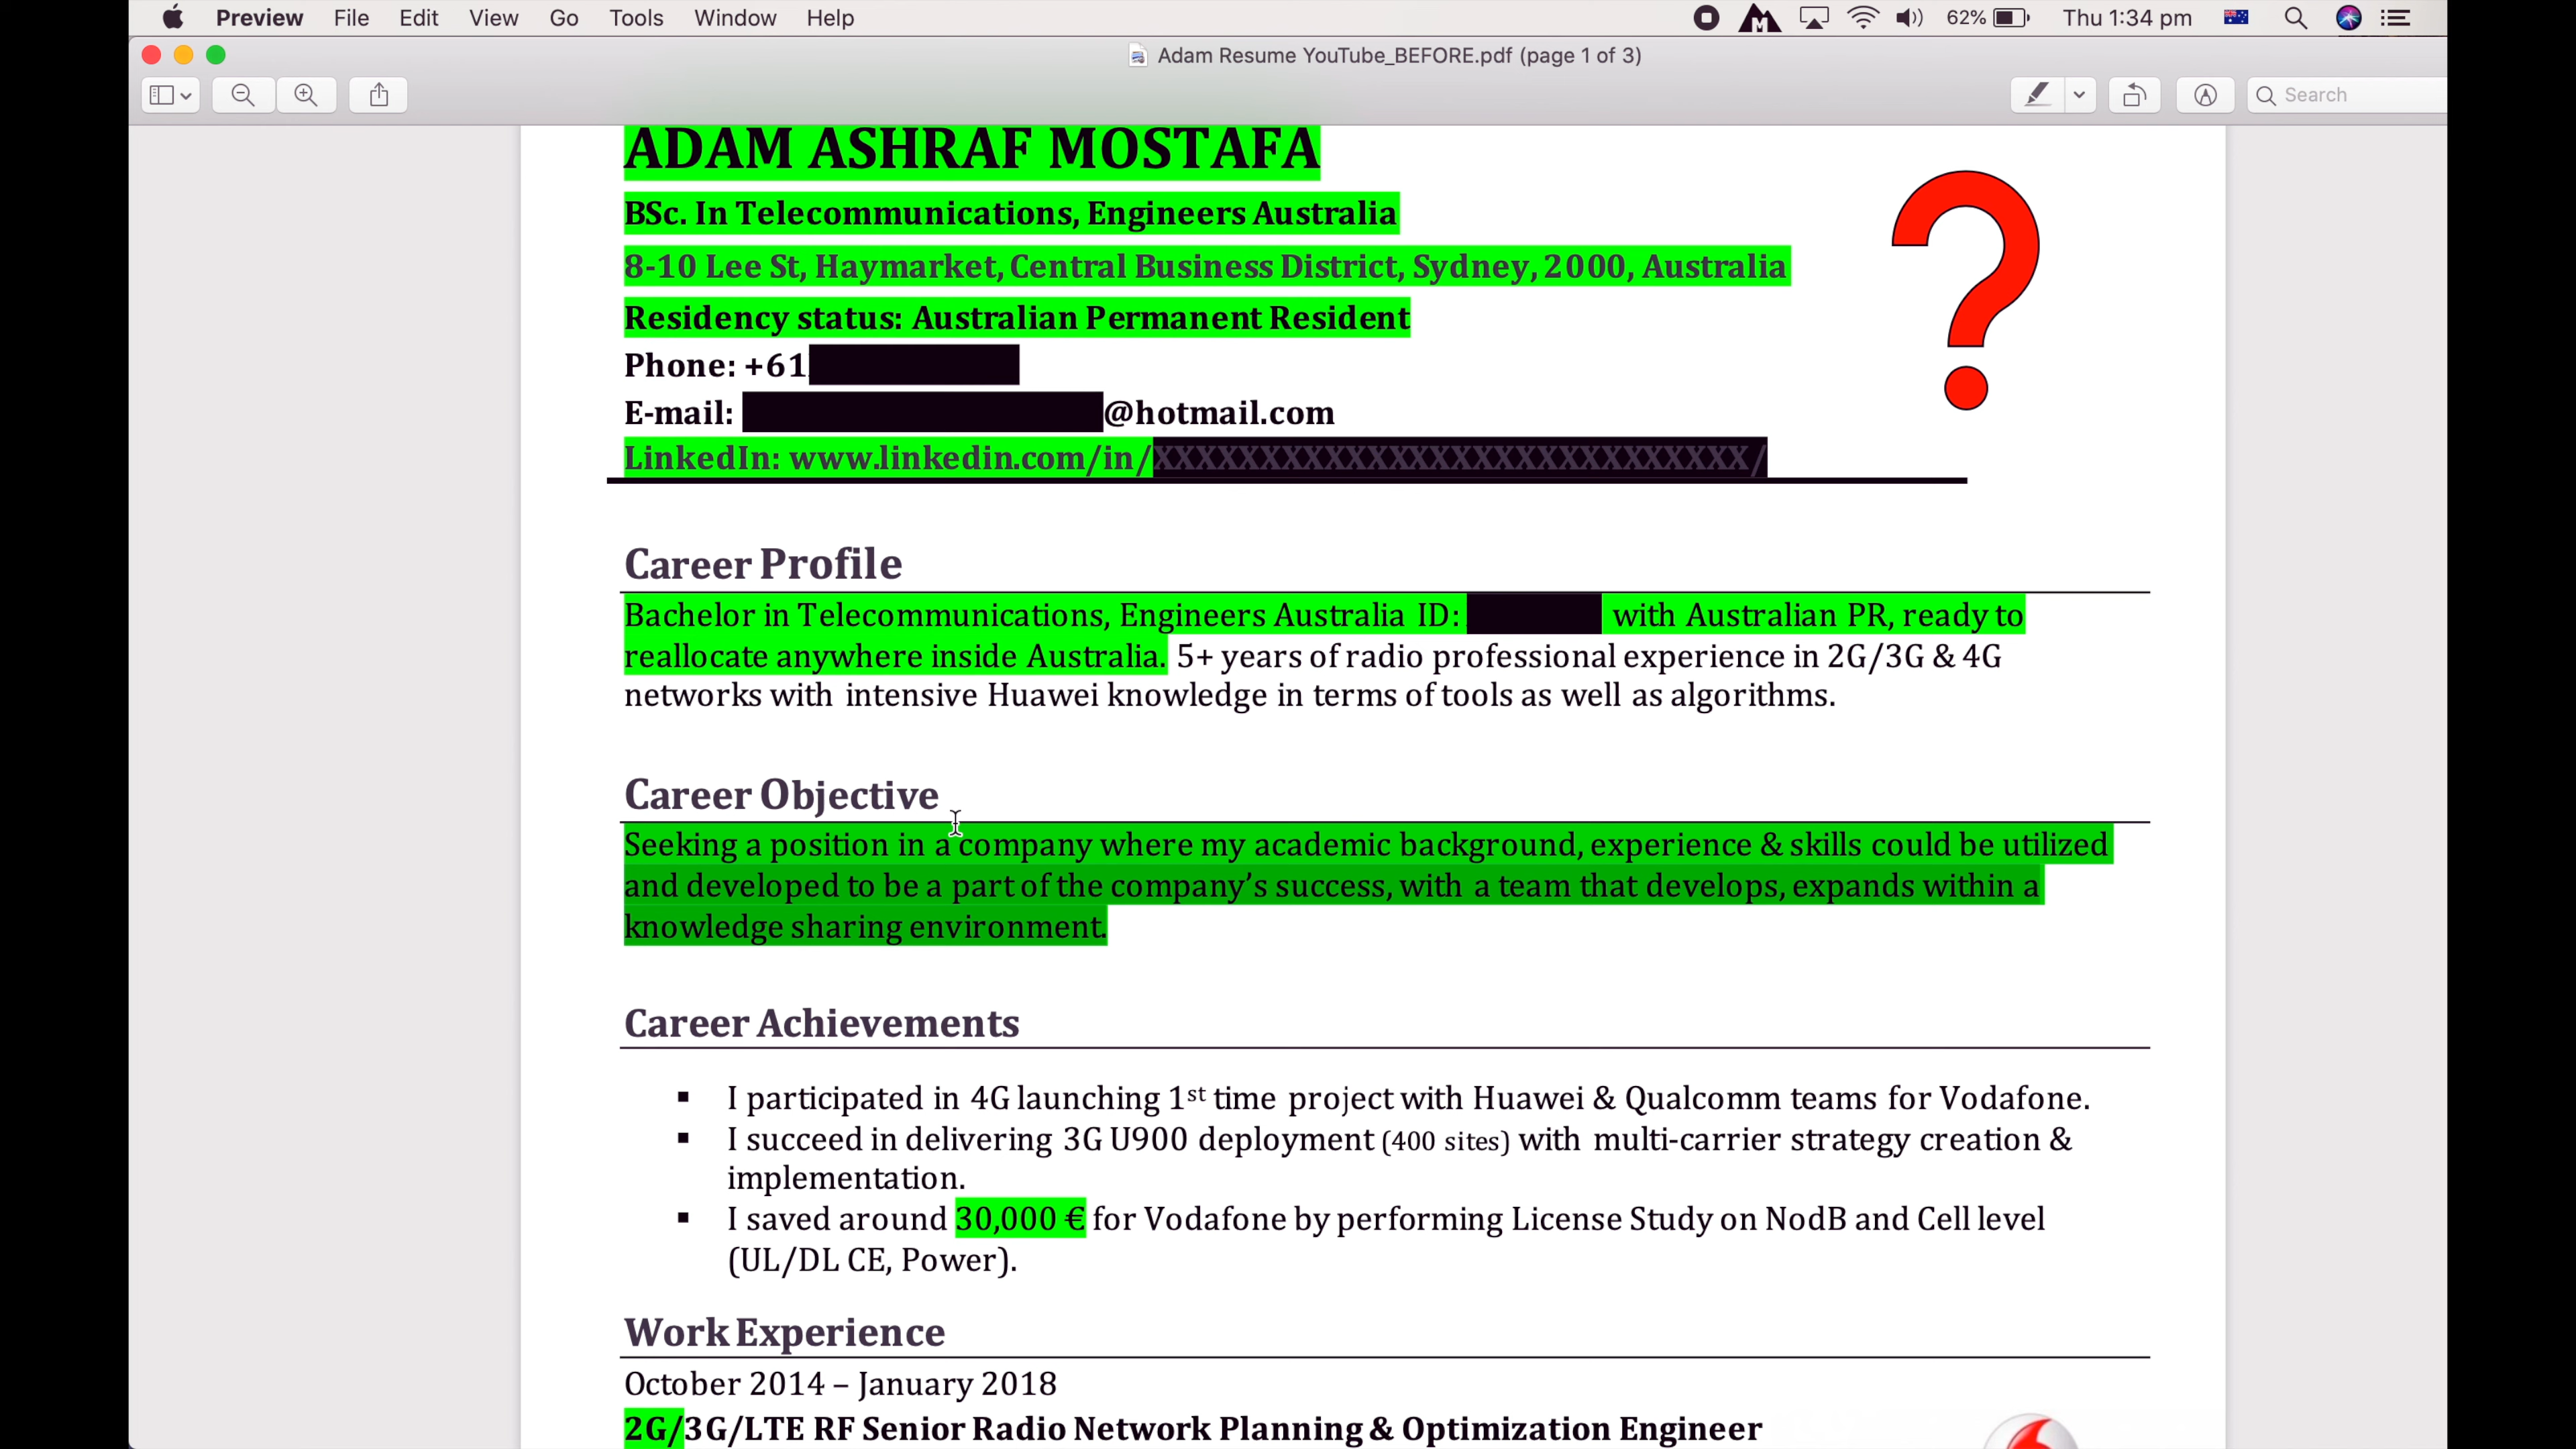 Preview File Edit View Go Tools Window Help 62% Thu 1:34 pm
Adam Resume YouTube_BEFORE.pdf (page 1 of 3)
Search
ADAM ASHRAF MOSTAFA
BSc. In Telecommunications, Engineers Australia
8-10 Lee St, Haymarket, Central Business District, Sydney, 2000, Australia
Residency status: Australian Permanent Resident
Phone: +61
E-mail: @hotmail.com
LinkedIn: www.linkedin.com/in/XXXXXXXXXXXXXXXXXXXXXXXXXXXX/
?
Career Profile
Bachelor in Telecommunications, Engineers Australia ID: with Australian PR, ready to
reallocate anywhere inside Australia. 5+ years of radio professional experience in 2G/3G & 4G
networks with intensive Huawei knowledge in terms of tools as well as algorithms.
Career Objective
Seeking a position in a company where my academic background, experience & skills could be utilized
and developed to be a part of the company's success, with a team that develops, expands within a
knowledge sharing environment.
Career Achievements
▪ I participated in 4G launching 1st time project with Huawei & Qualcomm teams for Vodafone.
▪ I succeed in delivering 3G U900 deployment (400 sites) with multi-carrier strategy creation &
implementation.
▪ I saved around 30,000 € for Vodafone by performing License Study on NodB and Cell level
(UL/DL CE, Power).
Work Experience
October 2014 – January 2018
2G/3G/LTE RF Senior Radio Network Planning & Optimization Engineer